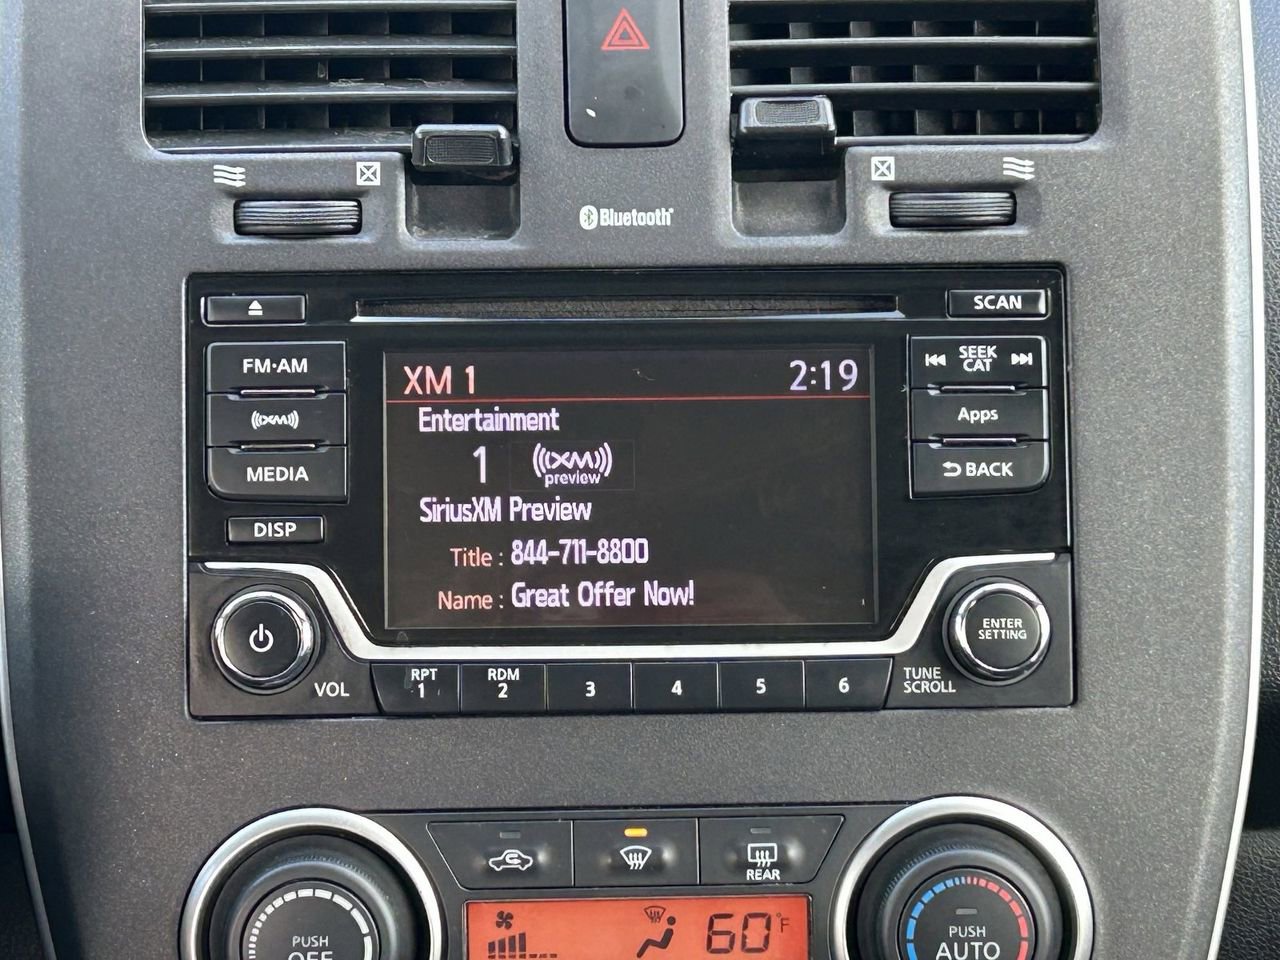 Bluetooth®
SCAN
FM·AM
SEEK
CAT
XM
Apps
MEDIA
BACK
DISP
XM 1 2:19
Entertainment
1 XM
preview
SiriusXM Preview
Title : 844-711-8800
Name : Great Offer Now!
ENTER
SETTING
VOL
RPT
1
RDM
2
3
4
5
6
TUNE
SCROLL
REAR
PUSH
OFF
60°F
PUSH
AUTO